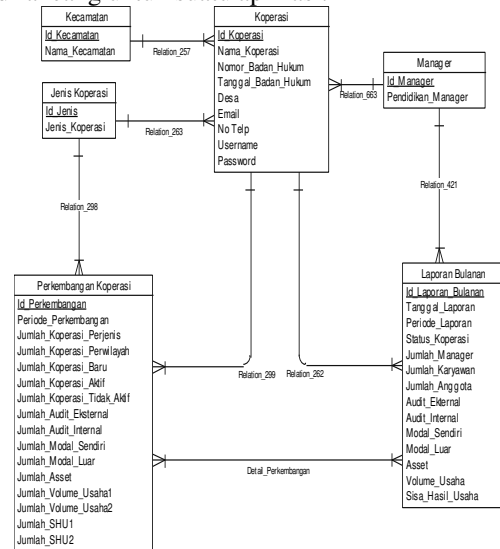 Kecamatan
Id_Kecamatan
Nama_Kecamatan
Relation_257
Koperasi
Id_Koperasi
Nama_Koperasi
Nomor_Badan_Hukum
Tanggal_Badan_Hukum
Desa
Email
No Telp
Username
Password
Manager
Id_Manager
Pendidikan_Manager
Relation_663
Jenis Koperasi
Id_Jenis
Jenis_Koperasi
Relation_263
Relation_298
Relation_421
Perkembangan Koperasi
Id_Perkembangan
Periode_Perkembangan
Jumlah_Koperasi_Perjenis
Jumlah_Koperasi_Perwilayah
Jumlah_Koperasi_Baru
Jumlah_Koperasi_Aktif
Jumlah_Koperasi_Tidak_Aktif
Jumlah_Audit_Eksternal
Jumlah_Audit_Internal
Jumlah_Modal_Sendiri
Jumlah_Modal_Luar
Jumlah_Asset
Jumlah_Volume_Usaha1
Jumlah_Volume_Usaha2
Jumlah_SHU1
Jumlah_SHU2
Relation_299
Relation_262
Detail_Perkembangan
Laporan Bulanan
Id_Laporan_Bulanan
Tanggal_Laporan
Periode_Laporan
Status_Koperasi
Jumlah_Manager
Jumlah_Karyawan
Jumlah_Anggota
Audit_Ekternal
Audit_Internal
Modal_Sendiri
Modal_Luar
Asset
Volume_Usaha
Sisa_Hasil_Usaha